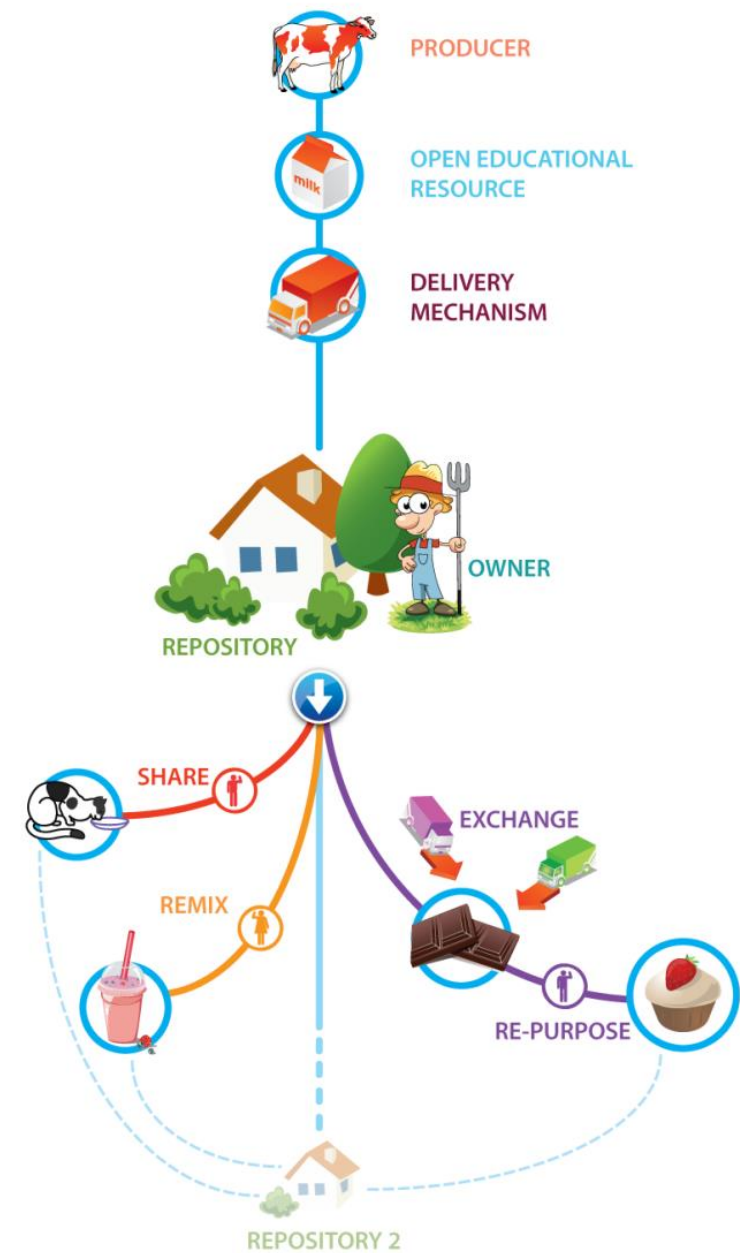 PRODUCER
milk
OPEN EDUCATIONAL
RESOURCE
DELIVERY
MECHANISM
OWNER
REPOSITORY
SHARE
EXCHANGE
REMIX
RE-PURPOSE
REPOSITORY 2